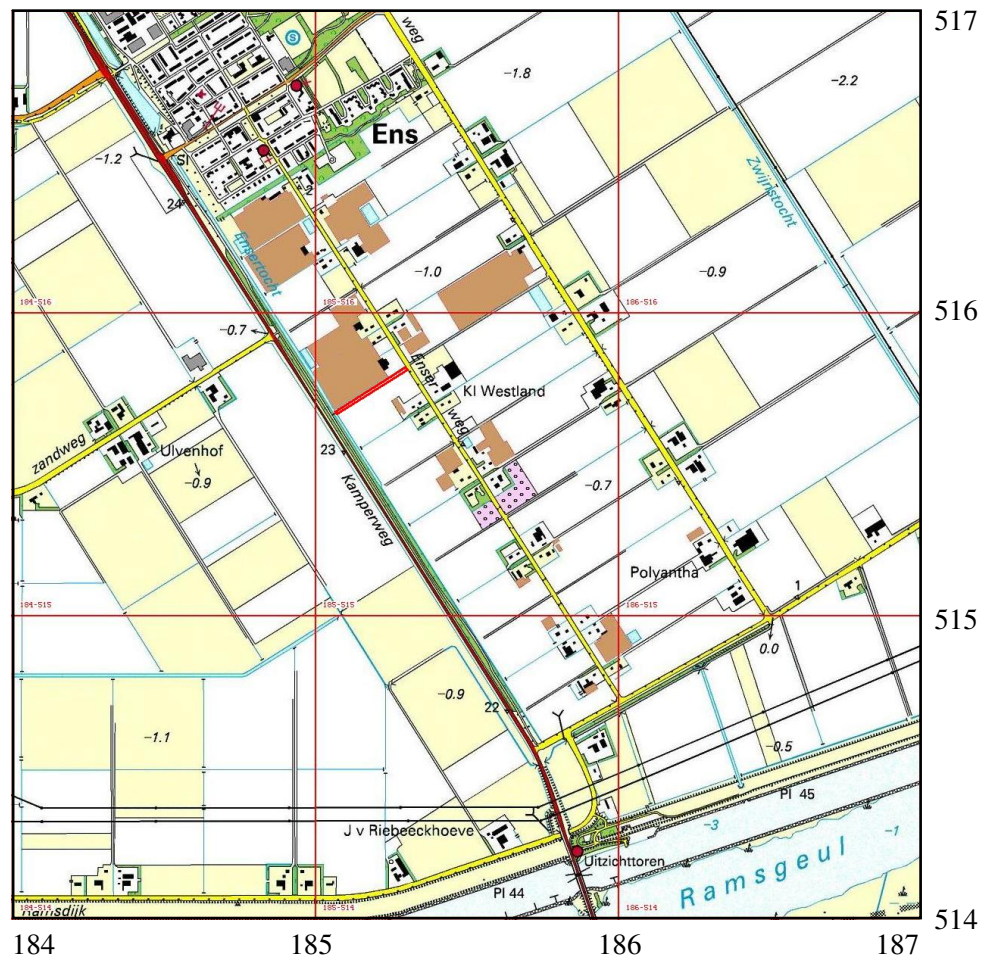 517
weg
S
−1.8
−2.2
Ens
−1.2
SI
Zwijnstocht
24
Ensertocht
−1.0
−0.9
184-516
185-516
186-516
516
−0.7
Enser
weg
Kl Westland
zandweg
Ulvenhof
−0.9
23
Kamperweg
−0.7
Polyantha
1
184-515
185-515
186-515
515
0.0
−0.9
22
−1.1
−0.5
Pl 45
J v Riebeeckhoeve
−3
−1
Uitzichttoren
Ramsgeul
Pl 44
184-514
185-514
186-514
Ramsdijk
514
184
185
186
187